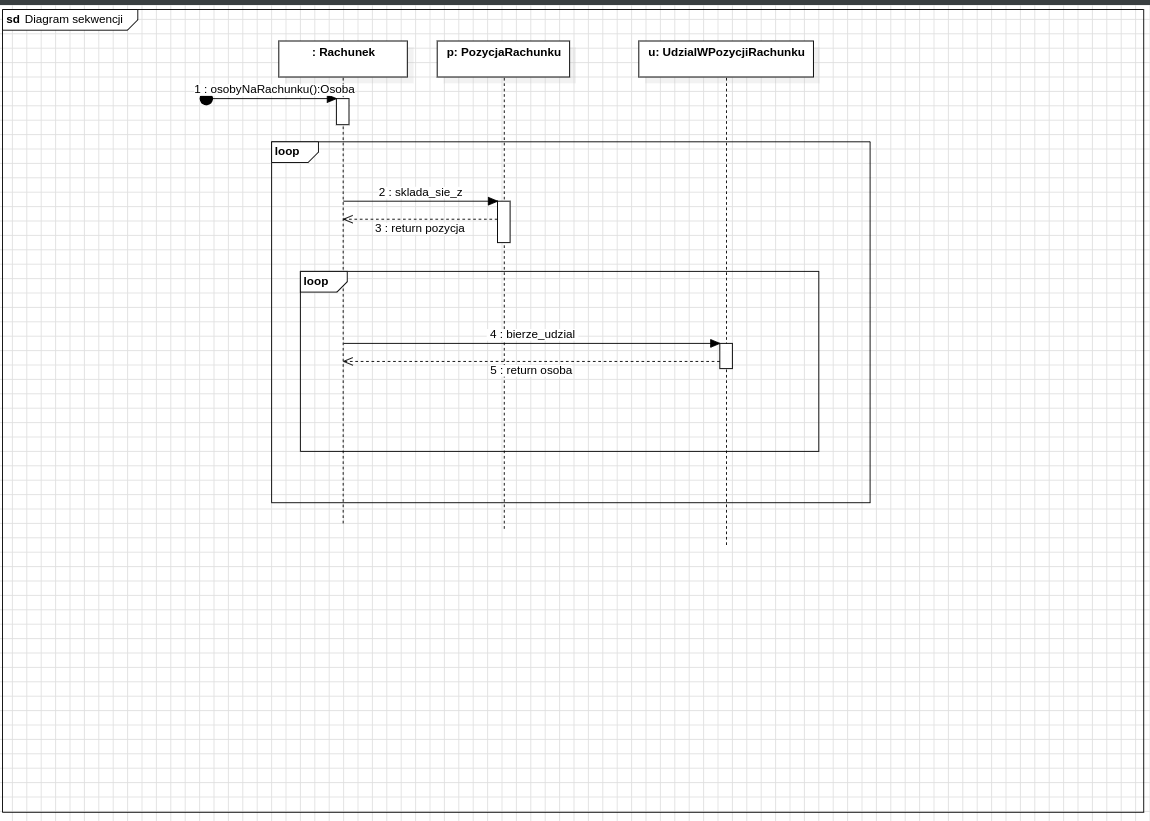 sd Diagram sekwencji
: Rachunek
p: PozycjaRachunku
u: UdzialWPozycjiRachunku
1 : osobyNaRachunku():Osoba
loop
2 : sklada_sie_z
3 : return pozycja
loop
4 : bierze_udzial
5 : return osoba